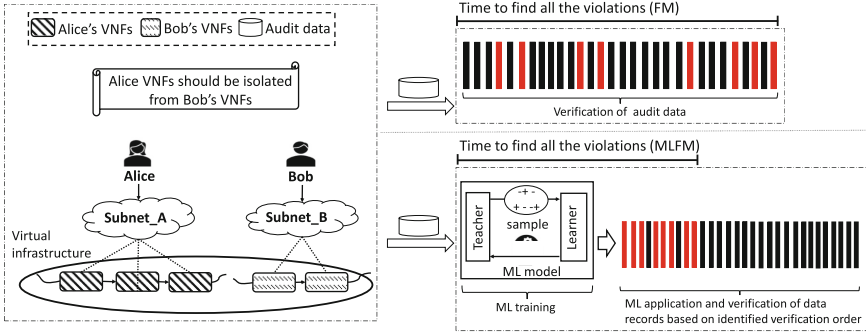 Alice's VNFs
Bob's VNFs
Audit data
Alice VNFs should be isolated
from Bob's VNFs
Alice
Bob
Subnet_A
Subnet_B
Virtual
infrastructure
Time to find all the violations (FM)
Verification of audit data
Time to find all the violations (MLFM)
Teacher
-+-
+--+
sample
Learner
ML model
ML training
ML application and verification of data
records based on identified verification order